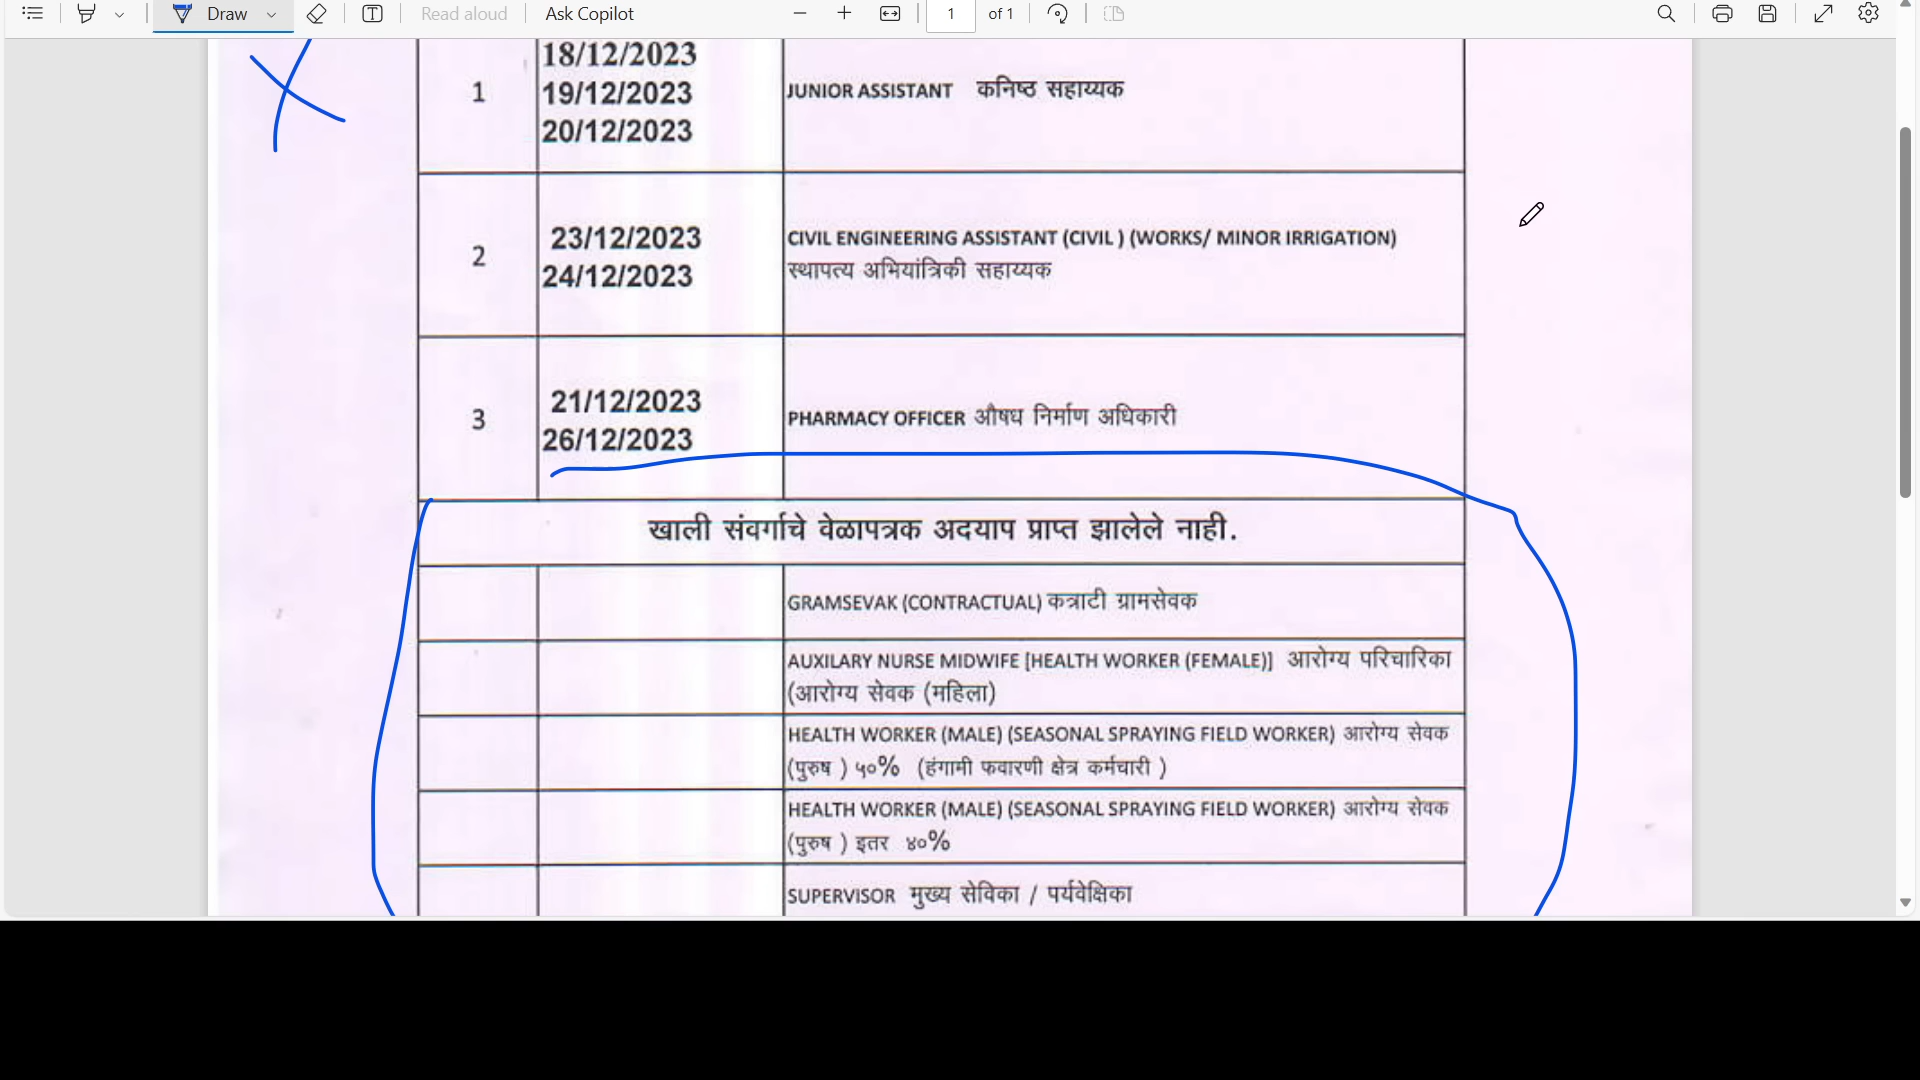 Draw
Read aloud
Ask Copilot
1 of 1
18/12/2023
1 19/12/2023 JUNIOR ASSISTANT कनिष्ठ सहाय्यक
20/12/2023
2 23/12/2023 CIVIL ENGINEERING ASSISTANT (CIVIL ) (WORKS/ MINOR IRRIGATION)
24/12/2023 स्थापत्य अभियांत्रिकी सहाय्यक
3 21/12/2023 PHARMACY OFFICER औषध निर्माण अधिकारी
26/12/2023
खाली संवर्गाचे वेळापत्रक अदयाप प्राप्त झालेले नाही.
GRAMSEVAK (CONTRACTUAL) कत्राटी ग्रामसेवक
AUXILARY NURSE MIDWIFE [HEALTH WORKER (FEMALE)] आरोग्य परिचारिका
(आरोग्य सेवक (महिला)
HEALTH WORKER (MALE) (SEASONAL SPRAYING FIELD WORKER) आरोग्य सेवक
(पुरुष ) ५०% (हंगामी फवारणी क्षेत्र कर्मचारी )
HEALTH WORKER (MALE) (SEASONAL SPRAYING FIELD WORKER) आरोग्य सेवक
(पुरुष ) इतर ४०%
SUPERVISOR मुख्य सेविका / पर्यवेक्षिका